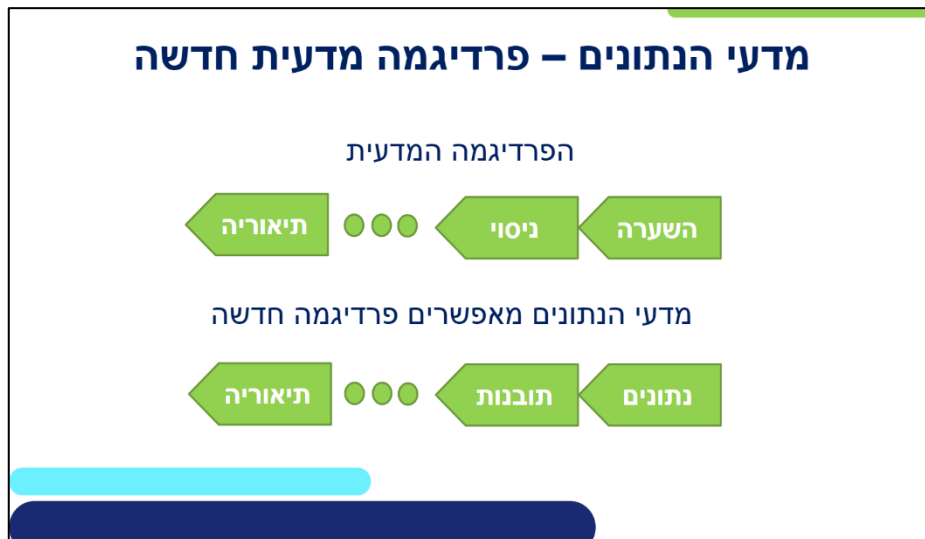 מדעי הנתונים – פרדיגמה מדעית חדשה
הפרדיגמה המדעית
השערה ניסוי תיאוריה
מדעי הנתונים מאפשרים פרדיגמה חדשה
נתונים תובנות תיאוריה